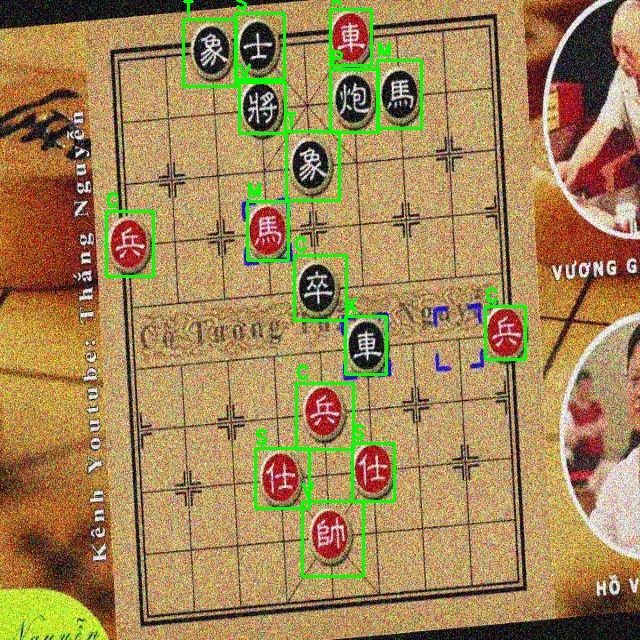 象 士 車
將 炮 馬
象
兵 馬
卒
車 兵
兵
仕 仕
帥
Kênh Youtube: Thắng Nguyễn
Cờ Tướng
VƯƠNG G
HỒ V
Nguyễn